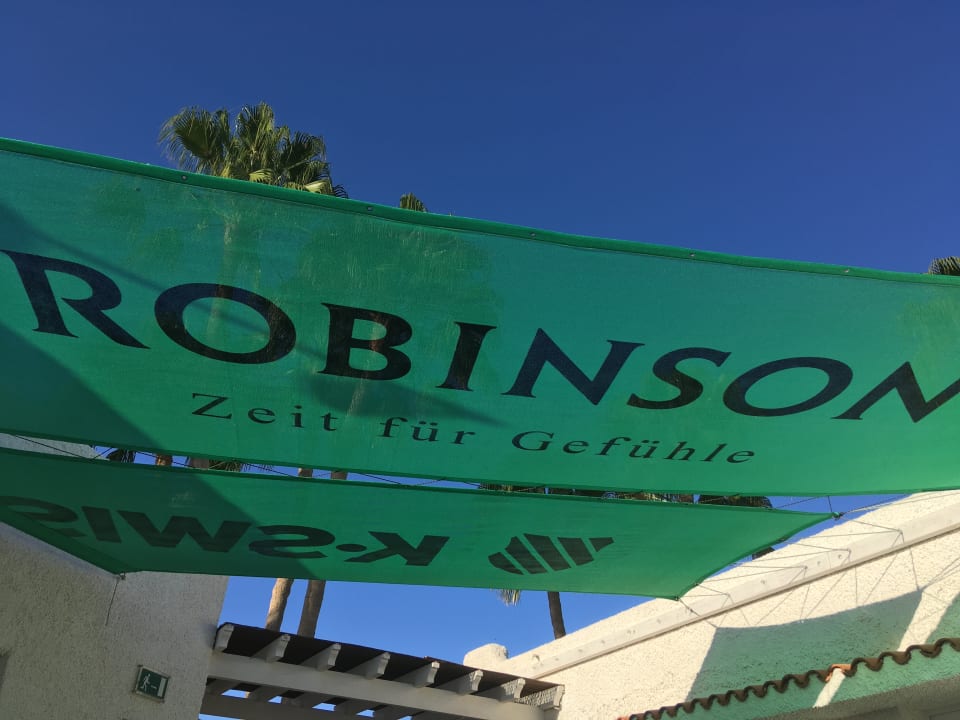 ROBINSON
Zeit für Gefühle
K·SWISS